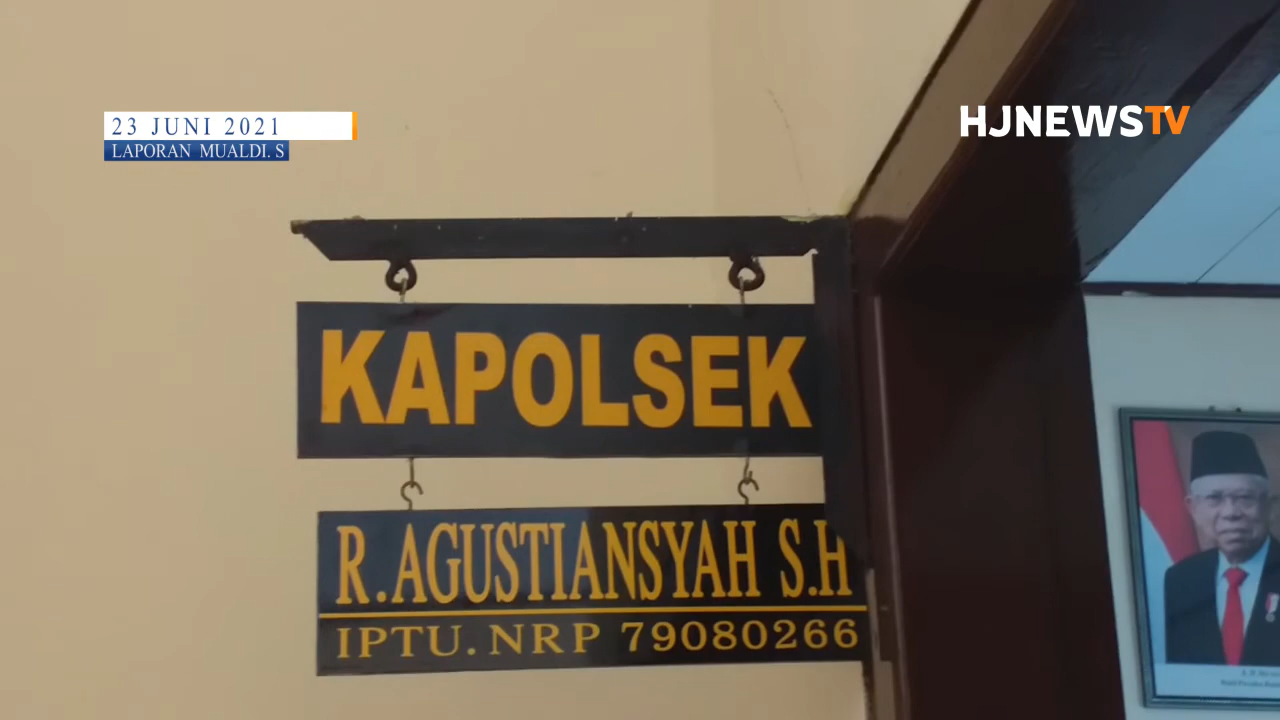 23 JUNI 2021
LAPORAN MUALDI. S
HJNEWSTV
KAPOLSEK
R.AGUSTIANSYAH S.H
IPTU. NRP 79080266